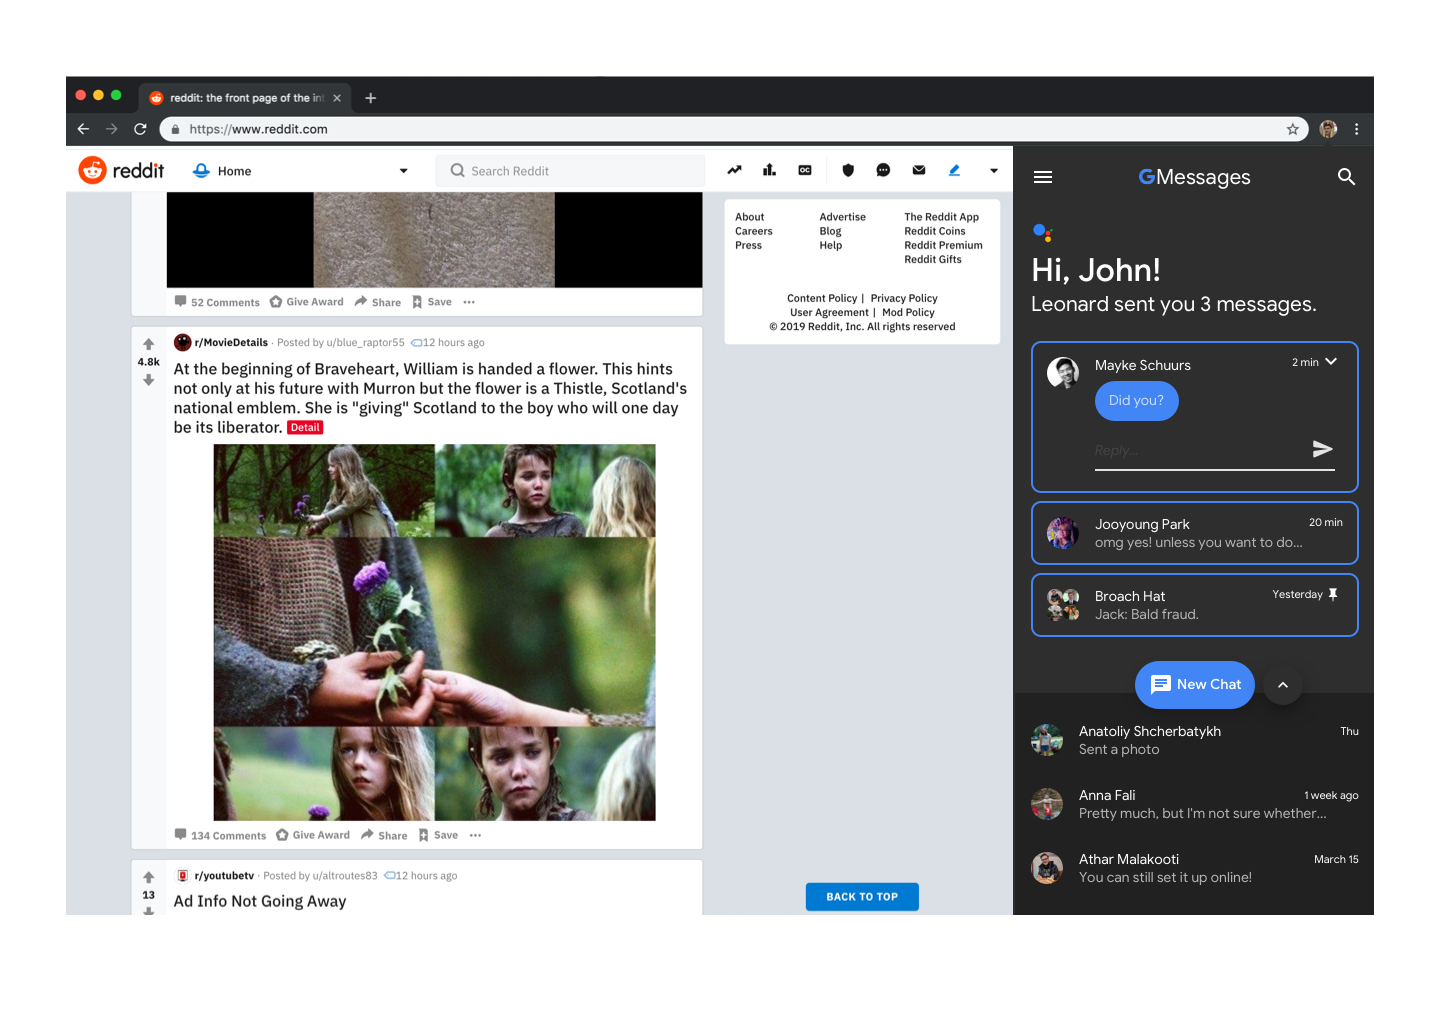 reddit: the front page of the int
https://www.reddit.com
reddit
Home
Search Reddit
OC
52 Comments Give Award Share Save
4.8k
r/MovieDetails · Posted by u/blue_raptor55 12 hours ago
At the beginning of Braveheart, William is handed a flower. This hints
not only at his future with Murron but the flower is a Thistle, Scotland's
national emblem. She is "giving" Scotland to the boy who will one day
be its liberator. Detail
134 Comments Give Award Share Save
13
r/youtubetv · Posted by u/altroutes83 12 hours ago
Ad Info Not Going Away
About Advertise The Reddit App
Careers Blog Reddit Coins
Press Help Reddit Premium
Reddit Gifts
Content Policy | Privacy Policy
User Agreement | Mod Policy
© 2019 Reddit, Inc. All rights reserved
BACK TO TOP
GMessages
Hi, John!
Leonard sent you 3 messages.
Mayke Schuurs 2 min
Did you?
Reply...
Jooyoung Park 20 min
omg yes! unless you want to do...
Broach Hat Yesterday
Jack: Bald fraud.
New Chat
Anatoliy Shcherbatykh Thu
Sent a photo
Anna Fali 1 week ago
Pretty much, but I'm not sure whether...
Athar Malakooti March 15
You can still set it up online!